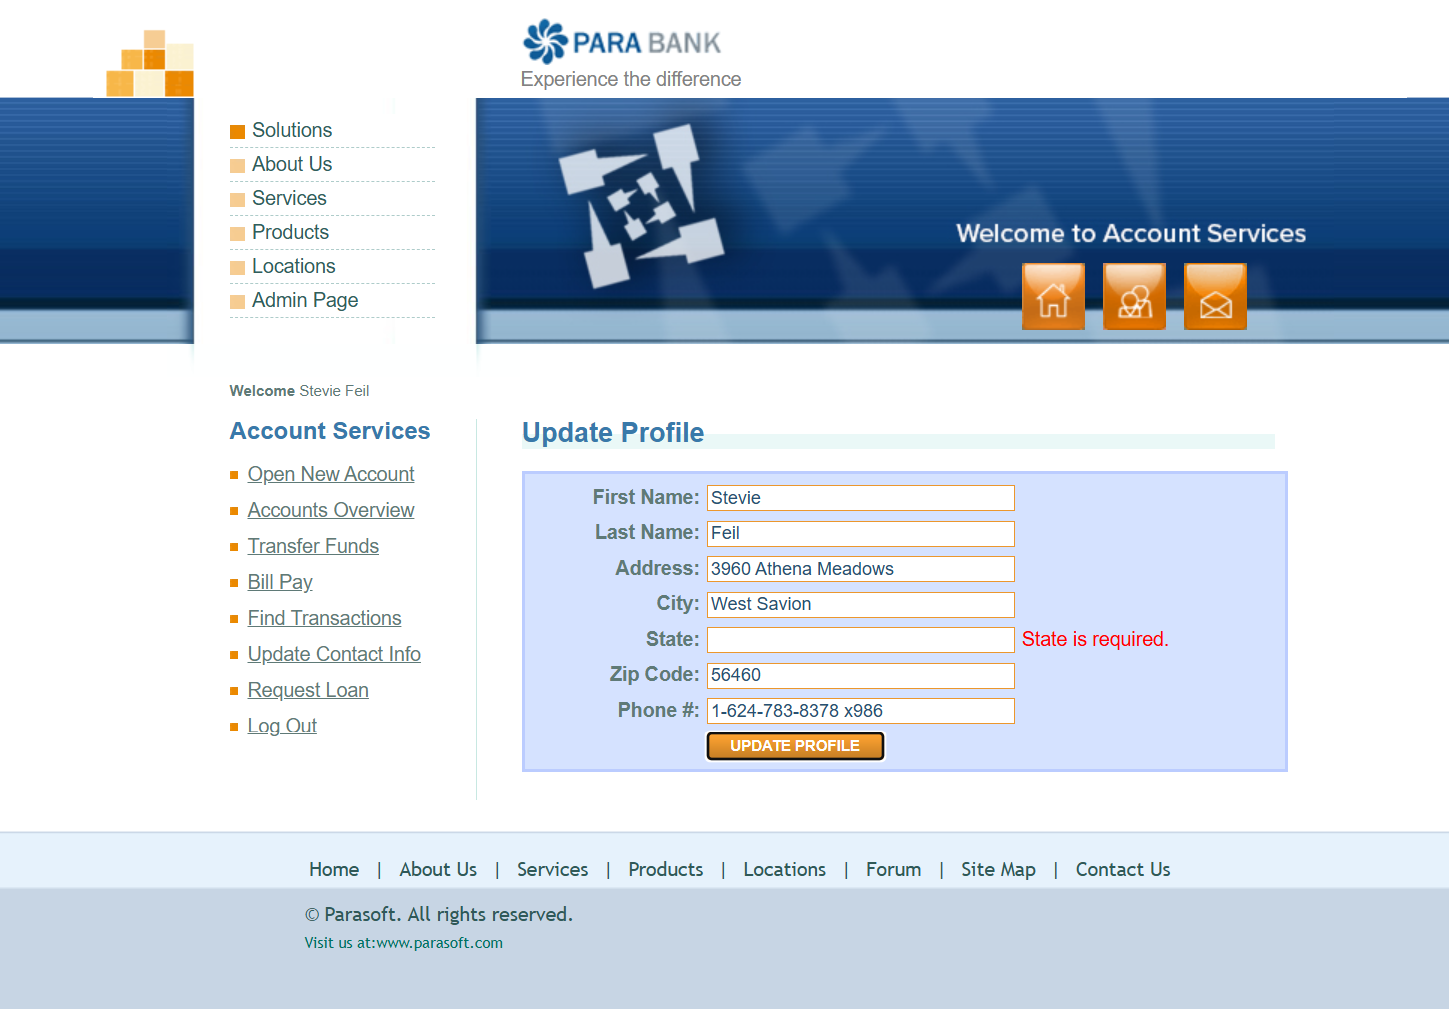 PARA BANK
Experience the difference
Solutions
About Us
Services
Products
Locations
Admin Page
Welcome to Account Services
Welcome Stevie Feil
Account Services
Open New Account
Accounts Overview
Transfer Funds
Bill Pay
Find Transactions
Update Contact Info
Request Loan
Log Out
Update Profile
First Name: Stevie
Last Name: Feil
Address: 3960 Athena Meadows
City: West Savion
State: State is required.
Zip Code: 56460
Phone #: 1-624-783-8378 x986
UPDATE PROFILE
Home | About Us | Services | Products | Locations | Forum | Site Map | Contact Us
© Parasoft. All rights reserved.
Visit us at:www.parasoft.com